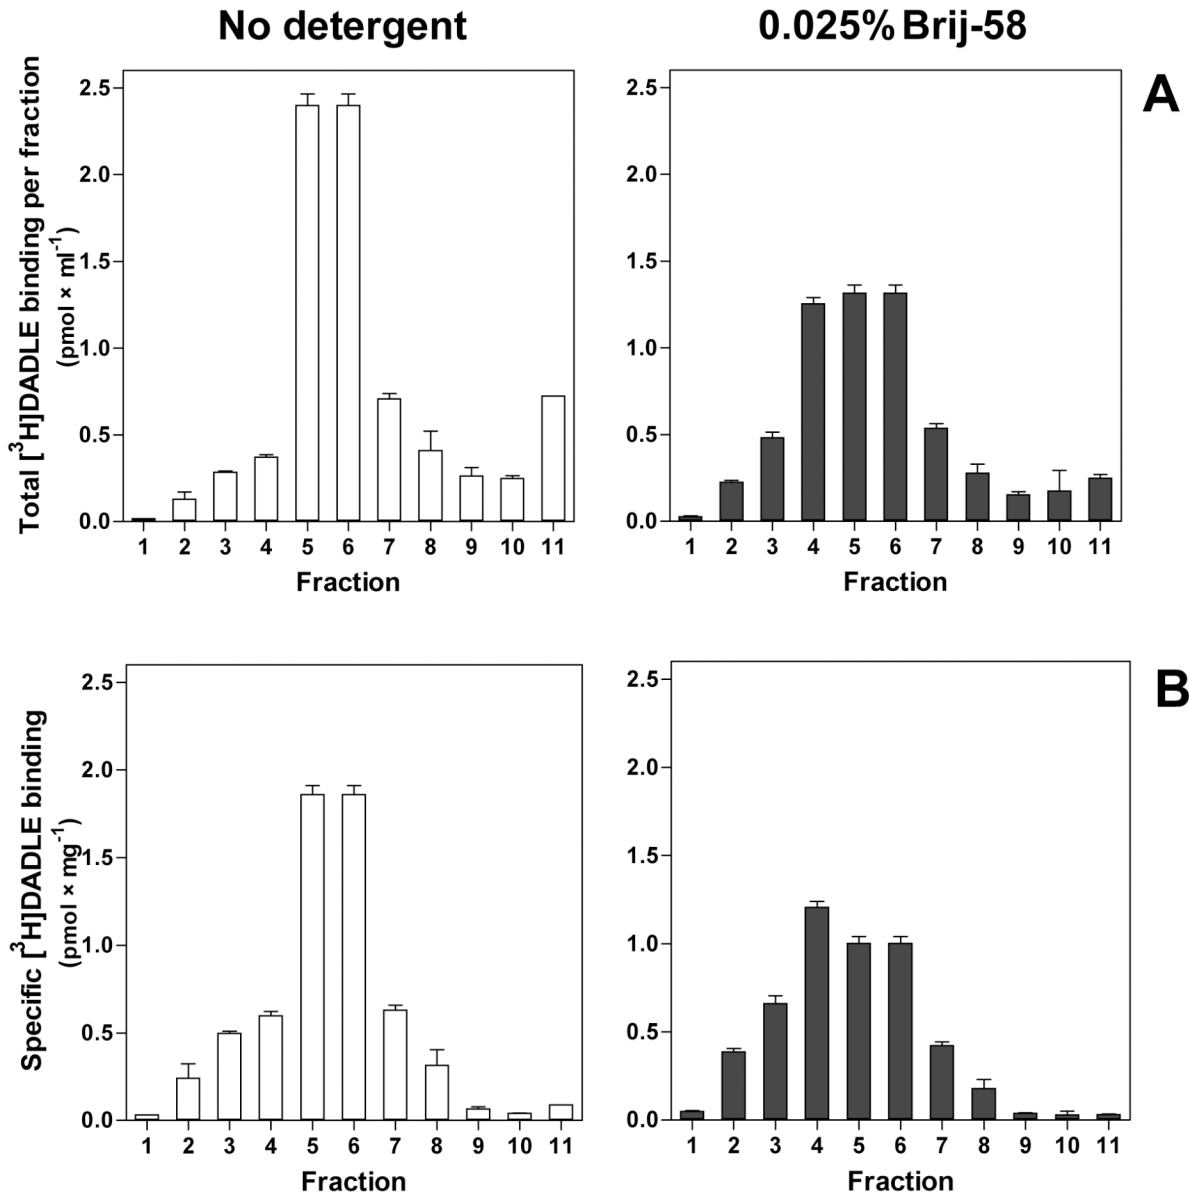 No detergent
0.025% Brij-58
A
Total [³H]DADLE binding per fraction
(pmol × ml⁻¹)
2.5
2.0
1.5
1.0
0.5
0.0
1 2 3 4 5 6 7 8 9 10 11
Fraction
2.5
2.0
1.5
1.0
0.5
0.0
1 2 3 4 5 6 7 8 9 10 11
Fraction
B
Specific [³H]DADLE binding
(pmol × mg⁻¹)
2.5
2.0
1.5
1.0
0.5
0.0
1 2 3 4 5 6 7 8 9 10 11
Fraction
2.5
2.0
1.5
1.0
0.5
0.0
1 2 3 4 5 6 7 8 9 10 11
Fraction